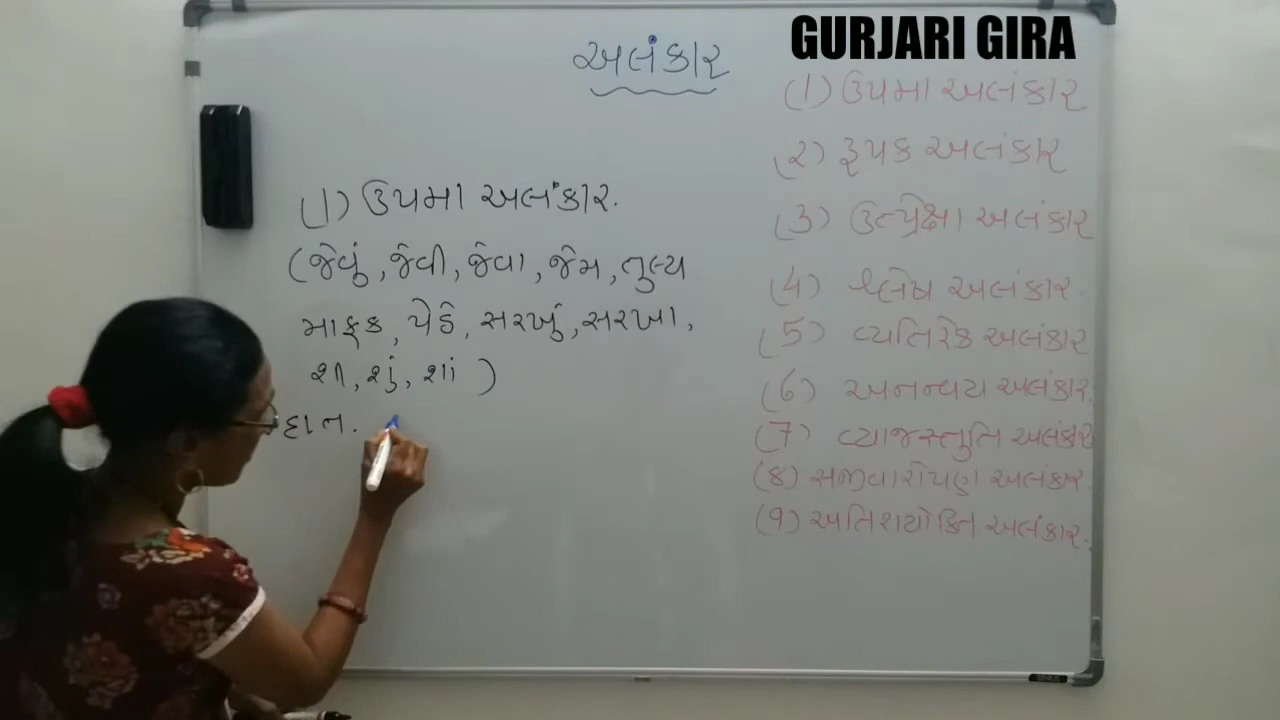 GURJARI GIRA
અલંકાર
(1) ઉપમા અલંકાર.
(જેવું, જેવી, જેવા, જેમ, તુલ્ય
માફક, પેઠે, સરખું, સરખા,
શી, શું, શાં)
દા.ત.
(1) ઉપમા અલંકાર
(૨) રૂપક અલંકાર
(3) ઉત્પ્રેક્ષા અલંકાર
(4) શ્લેષ અલંકાર.
(5) વ્યતિરેક અલંકાર
(6) અનન્વય અલંકાર.
(7) વ્યાજસ્તુતિ અલંકાર
(8) સજીવારોપણ અલંકાર.
(9) અતિશયોક્તિ અલંકાર.